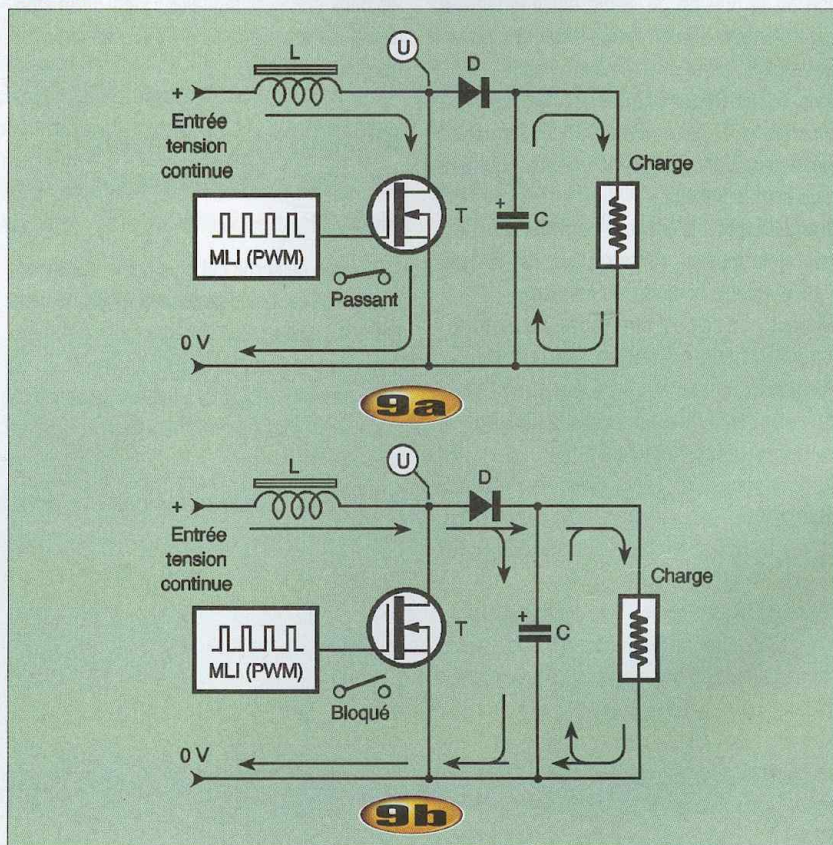 U
L
D
+
Entrée
tension
continue
Charge
+
C
T
MLI (PWM)
Passant
0 V
9a
U
L
D
+
Entrée
tension
continue
Charge
+
C
T
MLI (PWM)
Bloqué
0 V
9b